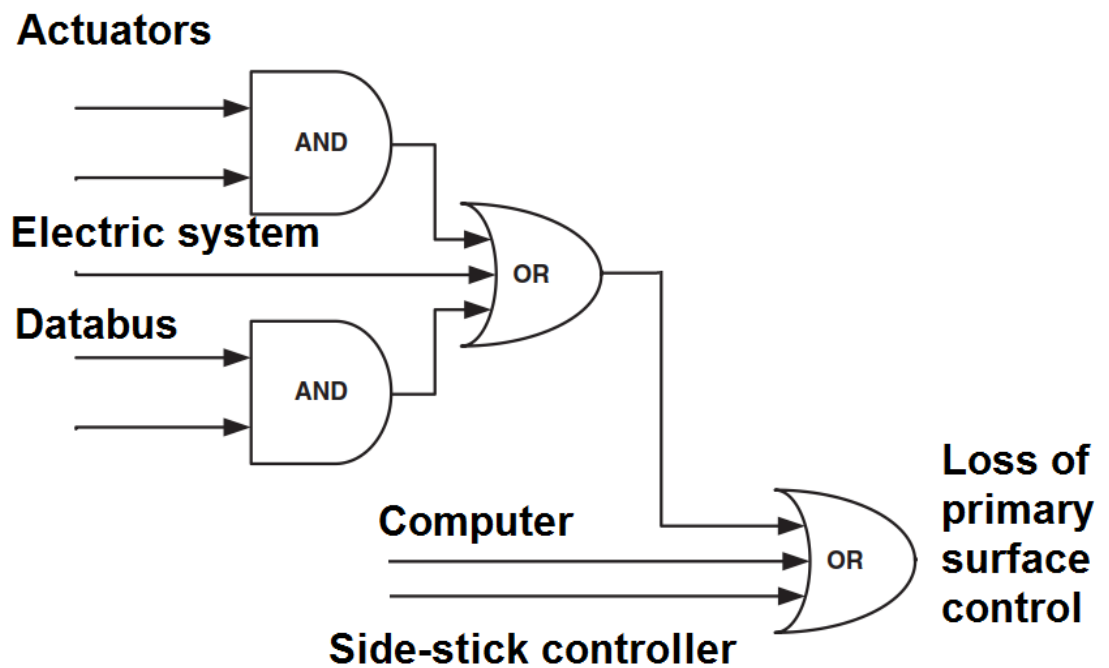 Actuators
AND
Electric system
OR
Databus
AND
Computer
Side-stick controller
OR
Loss of
primary
surface
control